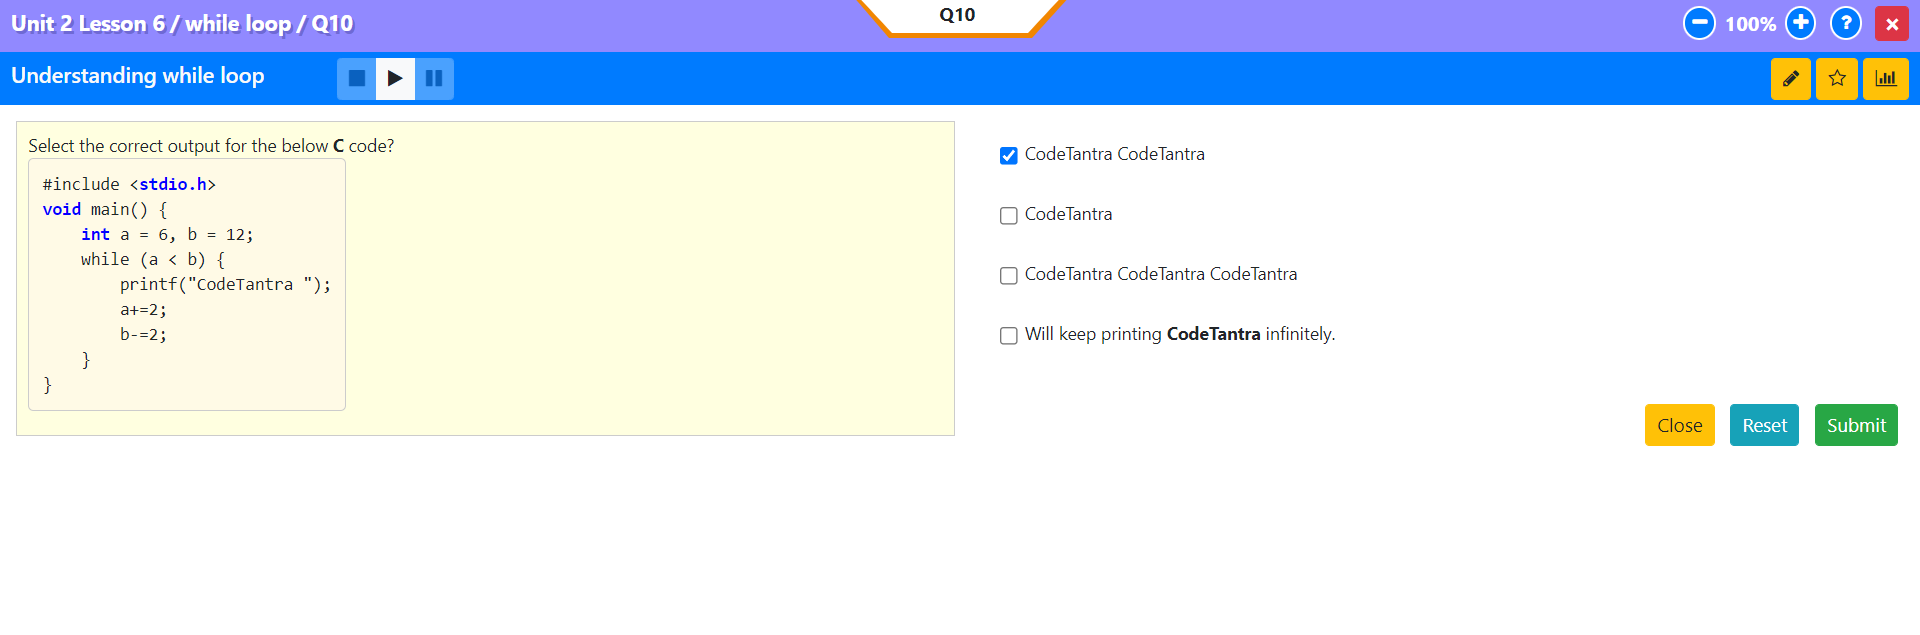 Unit 2 Lesson 6 / while loop / Q10
Q10
100%
?
Understanding while loop
Select the correct output for the below C code?
#include <stdio.h>
void main() {
    int a = 6, b = 12;
    while (a < b) {
        printf("CodeTantra ");
        a+=2;
        b-=2;
    }
}
CodeTantra CodeTantra
CodeTantra
CodeTantra CodeTantra CodeTantra
Will keep printing CodeTantra infinitely.
Close Reset Submit